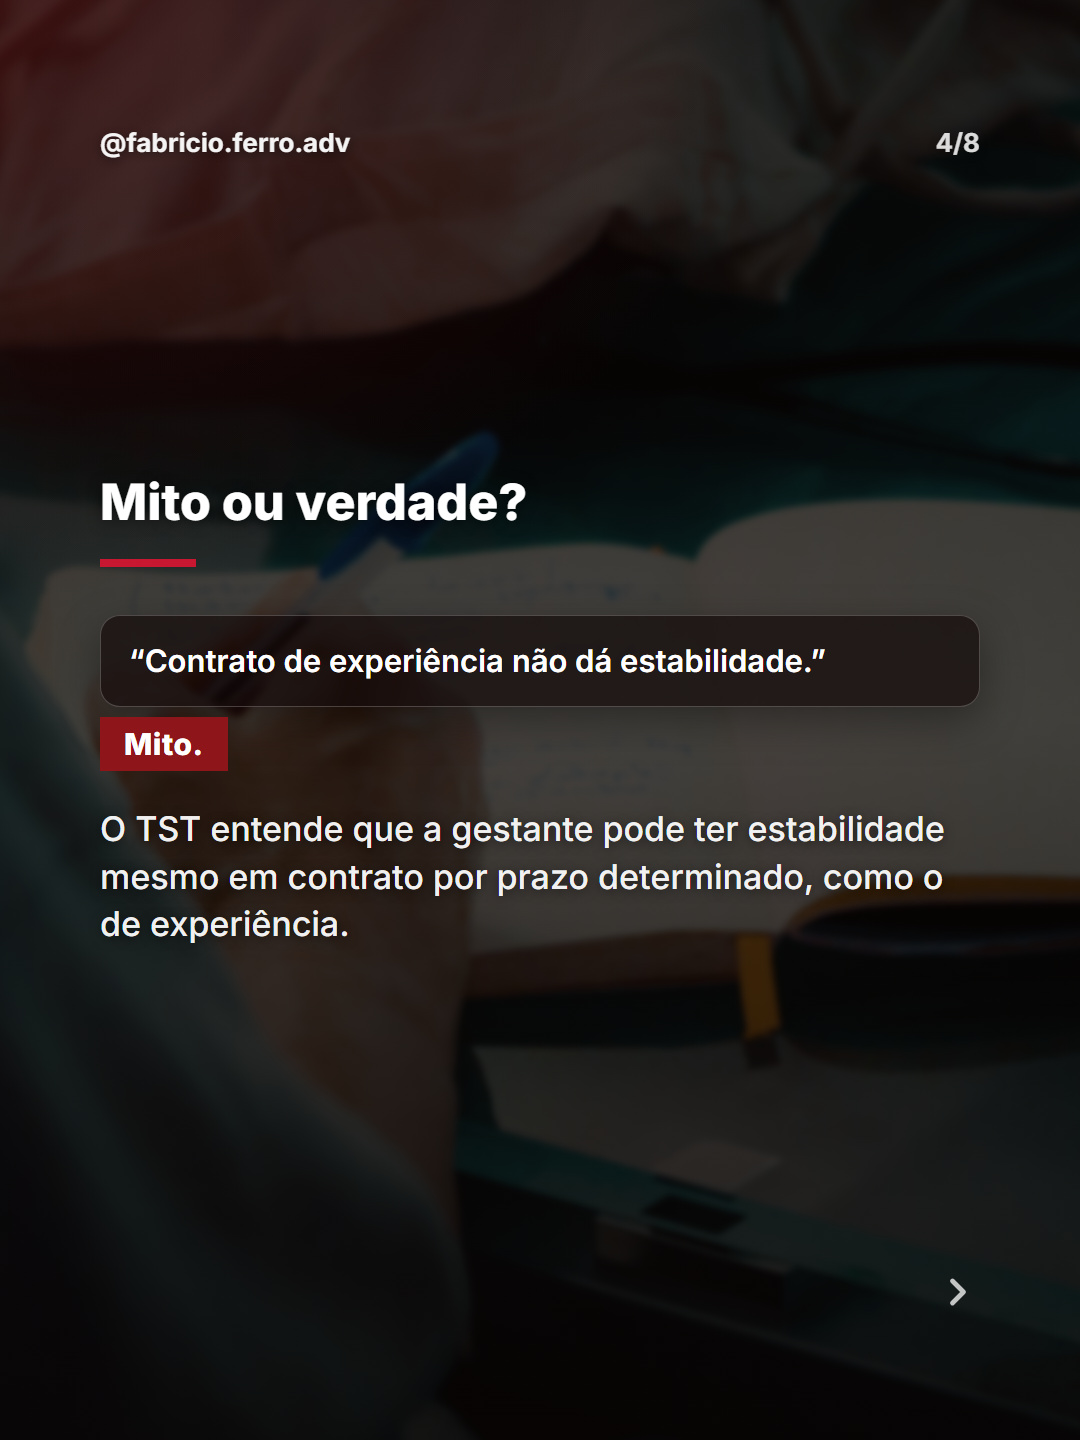 @fabricio.ferro.adv
4/8
Mito ou verdade?
“Contrato de experiência não dá estabilidade.”
Mito.
O TST entende que a gestante pode ter estabilidade
mesmo em contrato por prazo determinado, como o
de experiência.